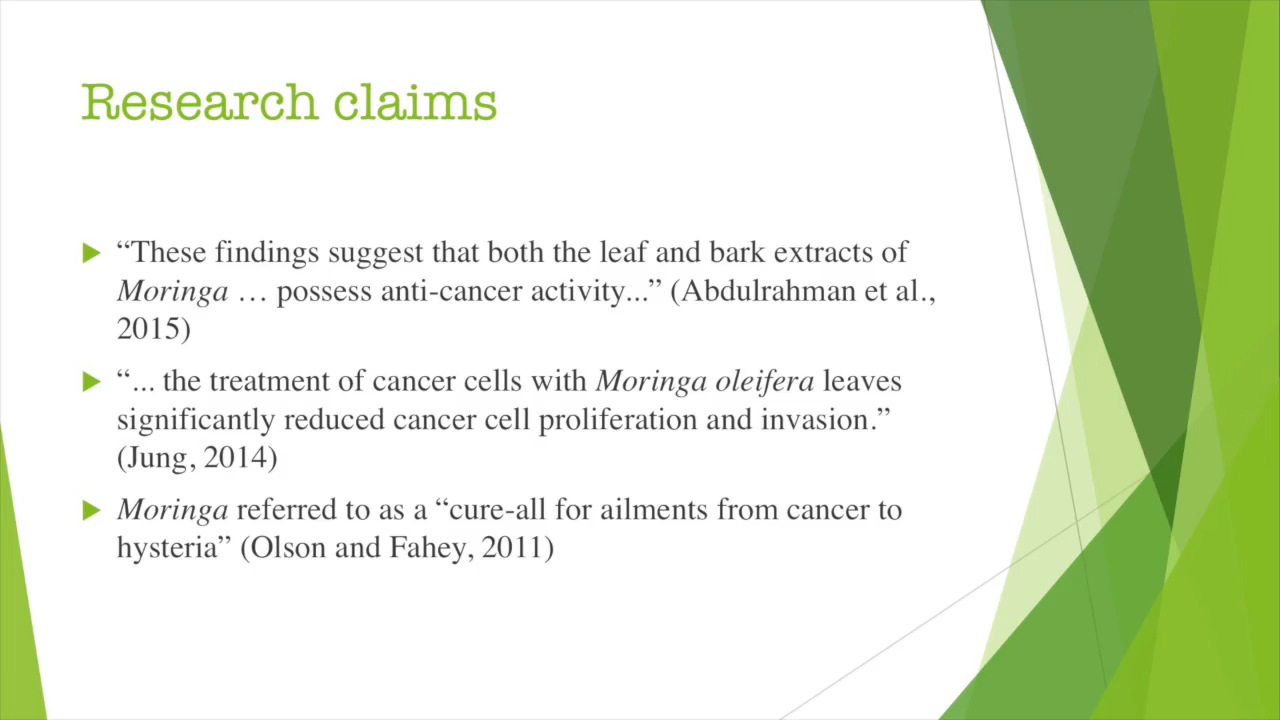 Research claims
“These findings suggest that both the leaf and bark extracts of
Moringa … possess anti-cancer activity...” (Abdulrahman et al.,
2015)
“... the treatment of cancer cells with Moringa oleifera leaves
significantly reduced cancer cell proliferation and invasion.”
(Jung, 2014)
Moringa referred to as a “cure-all for ailments from cancer to
hysteria” (Olson and Fahey, 2011)